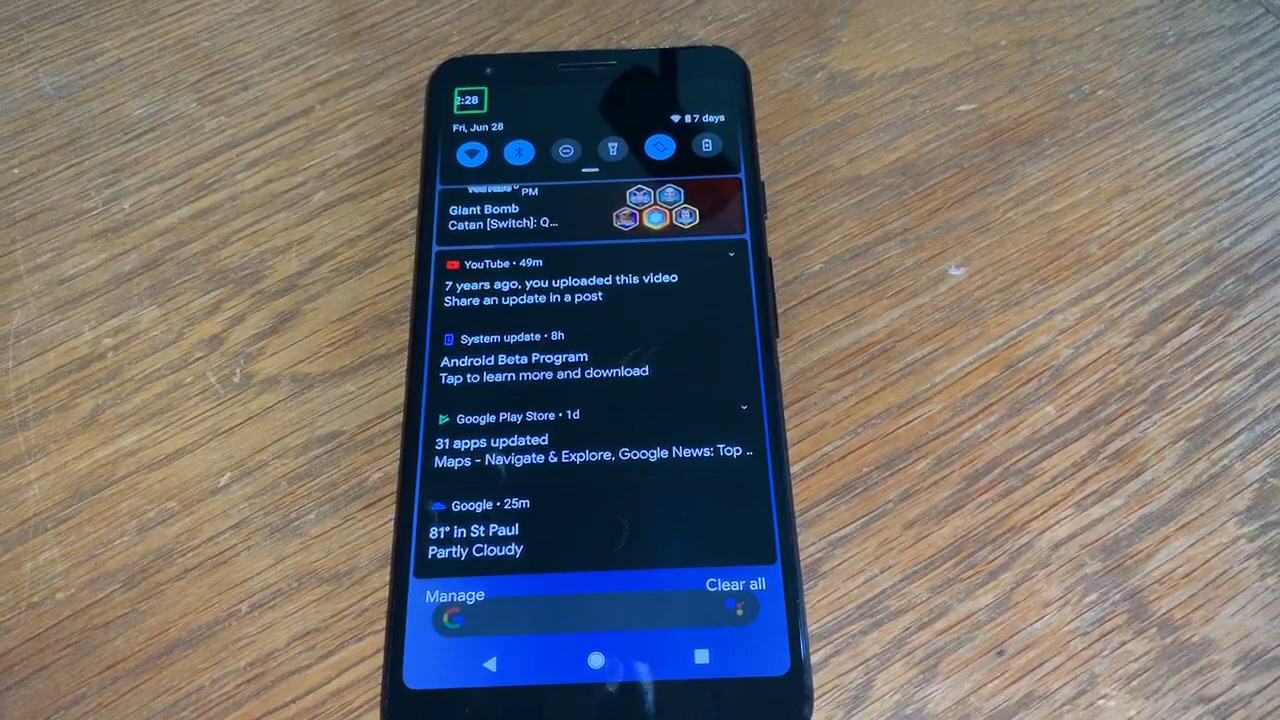 2:28
Fri, Jun 28
7 days
YouTube PM
Giant Bomb
Catan [Switch]: Q...
YouTube • 49m
7 years ago, you uploaded this video
Share an update in a post
System update • 8h
Android Beta Program
Tap to learn more and download
Google Play Store • 1d
31 apps updated
Maps - Navigate & Explore, Google News: Top ..
Google • 25m
81° in St Paul
Partly Cloudy
Manage
Clear all
G